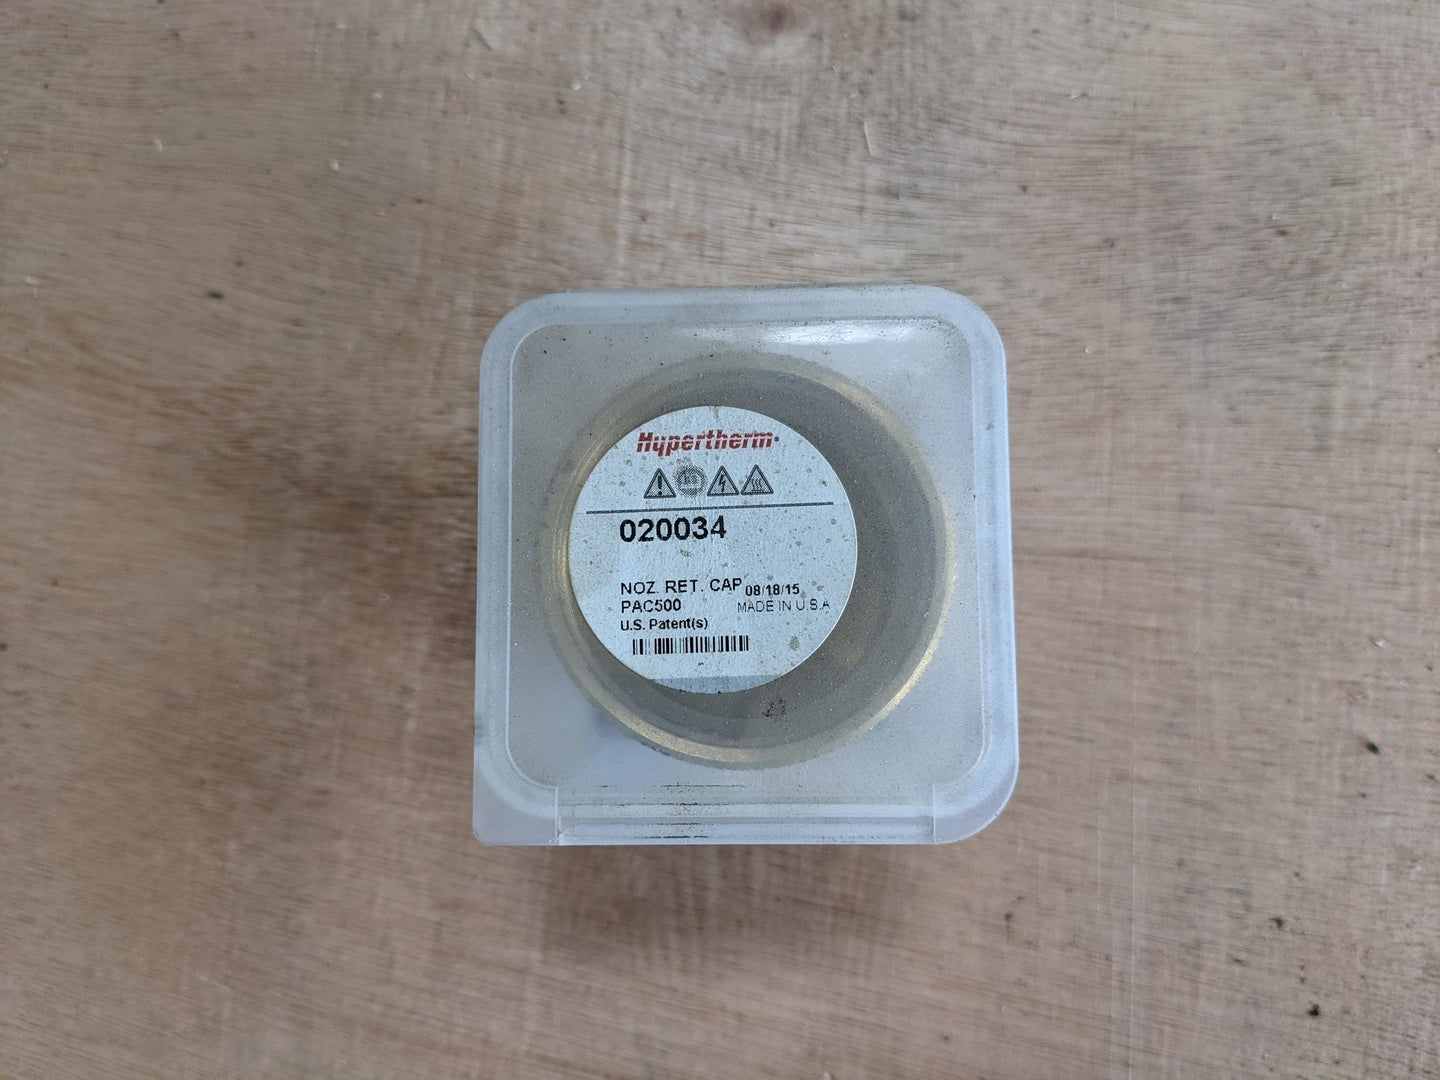 Hypertherm
020034
NOZ. RET. CAP 08/18/15
PAC500 MADE IN U.S.A
U.S. Patent(s)